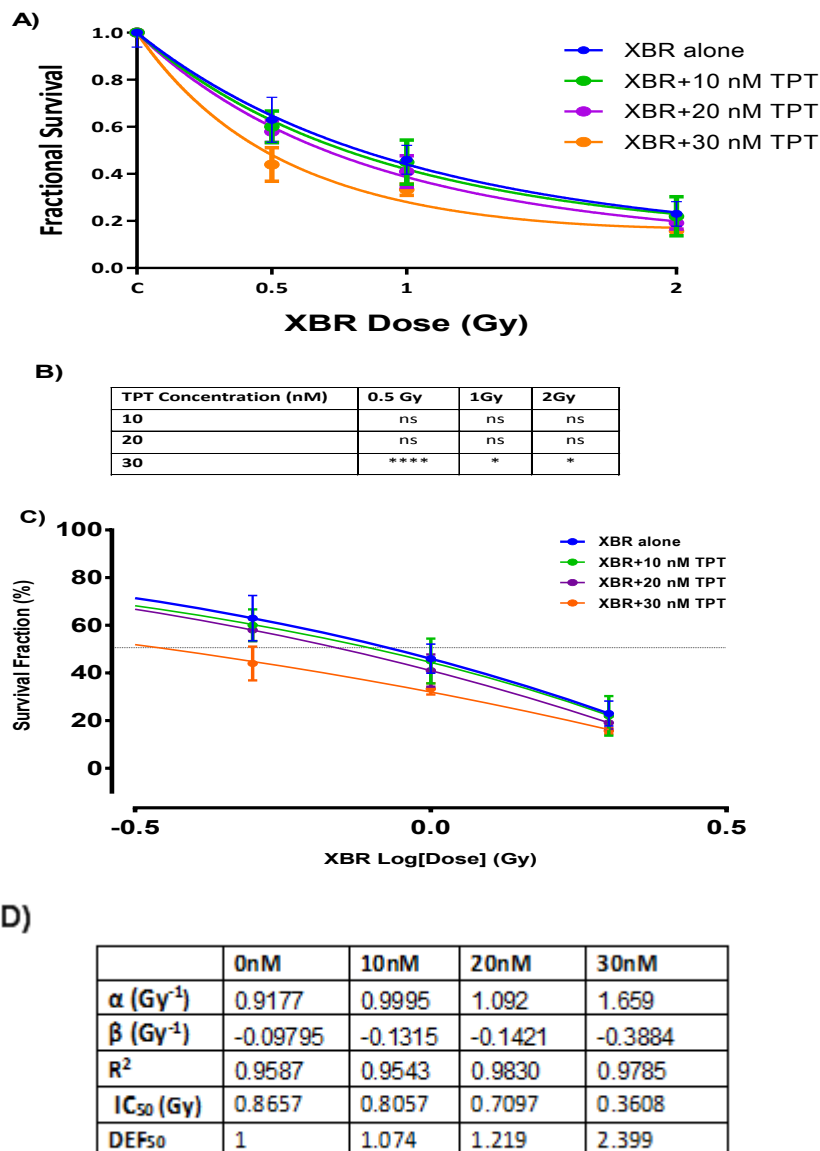 A)
Fractional Survival
1.0
0.8
0.6
0.4
0.2
0.0
C
0.5
1
2
XBR Dose (Gy)
XBR alone
XBR+10 nM TPT
XBR+20 nM TPT
XBR+30 nM TPT
B)
TPT Concentration (nM) 0.5 Gy 1Gy 2Gy
10 ns ns ns
20 ns ns ns
30 **** * *
C)
Survival Fraction (%)
100
80
60
40
20
0
-0.5
0.0
0.5
XBR Log[Dose] (Gy)
XBR alone
XBR+10 nM TPT
XBR+20 nM TPT
XBR+30 nM TPT
D)
0nM 10nM 20nM 30nM
α (Gy⁻¹) 0.9177 0.9995 1.092 1.659
β (Gy⁻¹) -0.09795 -0.1315 -0.1421 -0.3884
R² 0.9587 0.9543 0.9830 0.9785
IC₅₀ (Gy) 0.8657 0.8057 0.7097 0.3608
DEF₅₀ 1 1.074 1.219 2.399